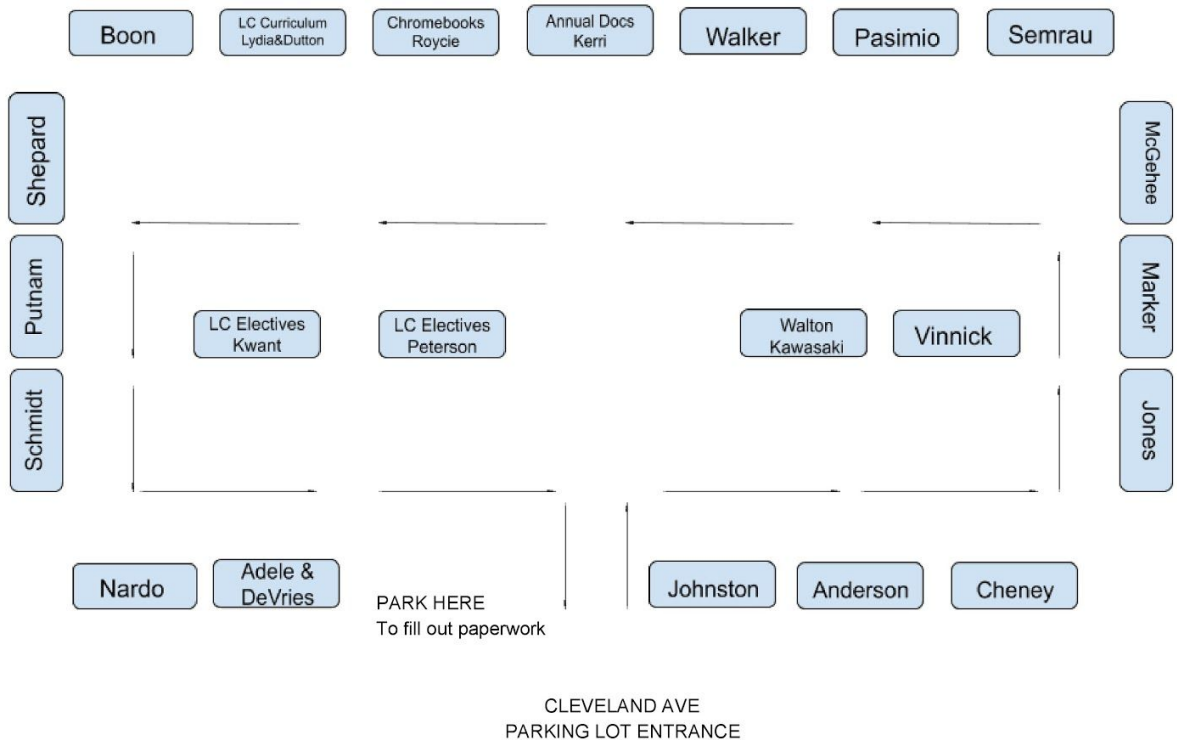 Boon
LC Curriculum
Lydia&Dutton
Chromebooks
Roycie
Annual Docs
Kerri
Walker
Pasimio
Semrau
Shepard
McGehee
Putnam
Marker
LC Electives
Kwant
LC Electives
Peterson
Walton
Kawasaki
Vinnick
Schmidt
Jones
Nardo
Adele &
DeVries
PARK HERE
To fill out paperwork
Johnston
Anderson
Cheney
CLEVELAND AVE
PARKING LOT ENTRANCE